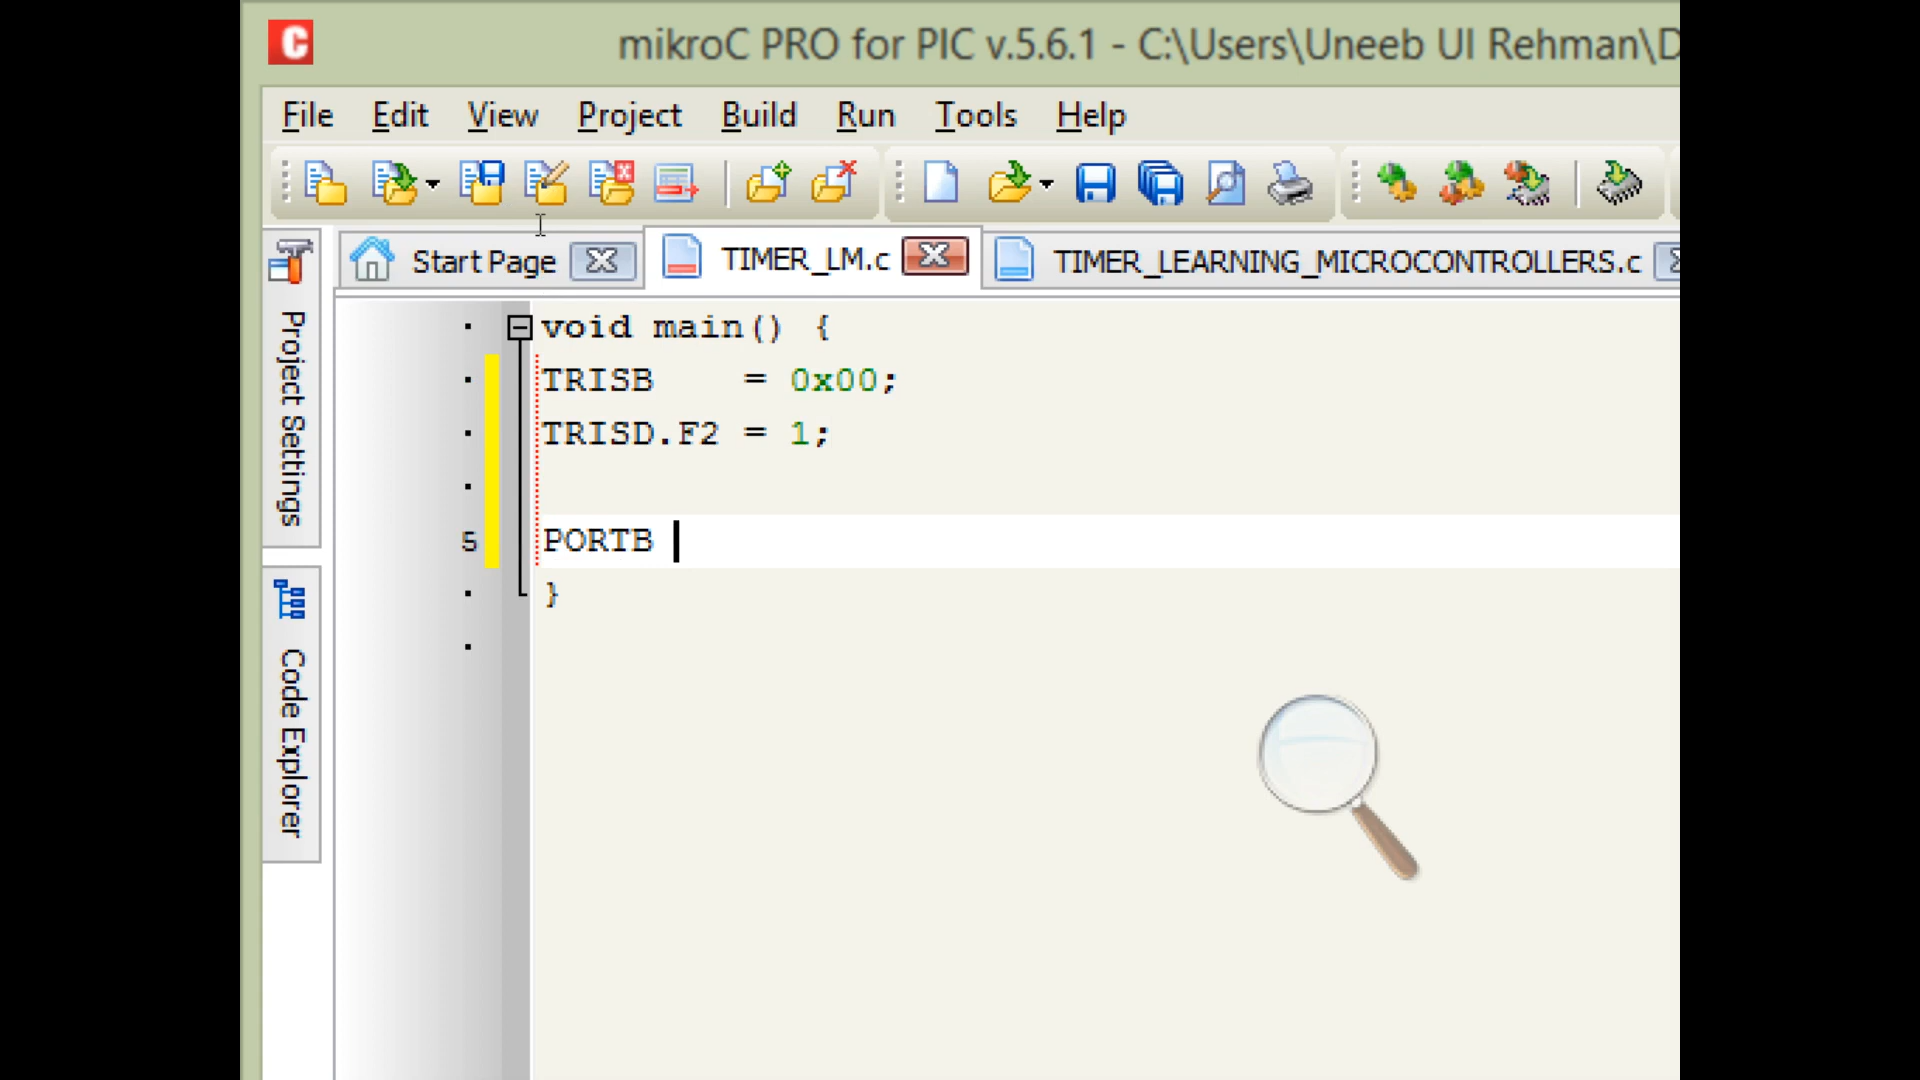 mikroC PRO for PIC v.5.6.1 - C:\Users\Uneeb Ul Rehman\D
File Edit View Project Build Run Tools Help
Start Page TIMER_LM.c TIMER_LEARNING_MICROCONTROLLERS.c
Project Settings
Code Explorer
void main() {
TRISB = 0x00;
TRISD.F2 = 1;
5 PORTB
}